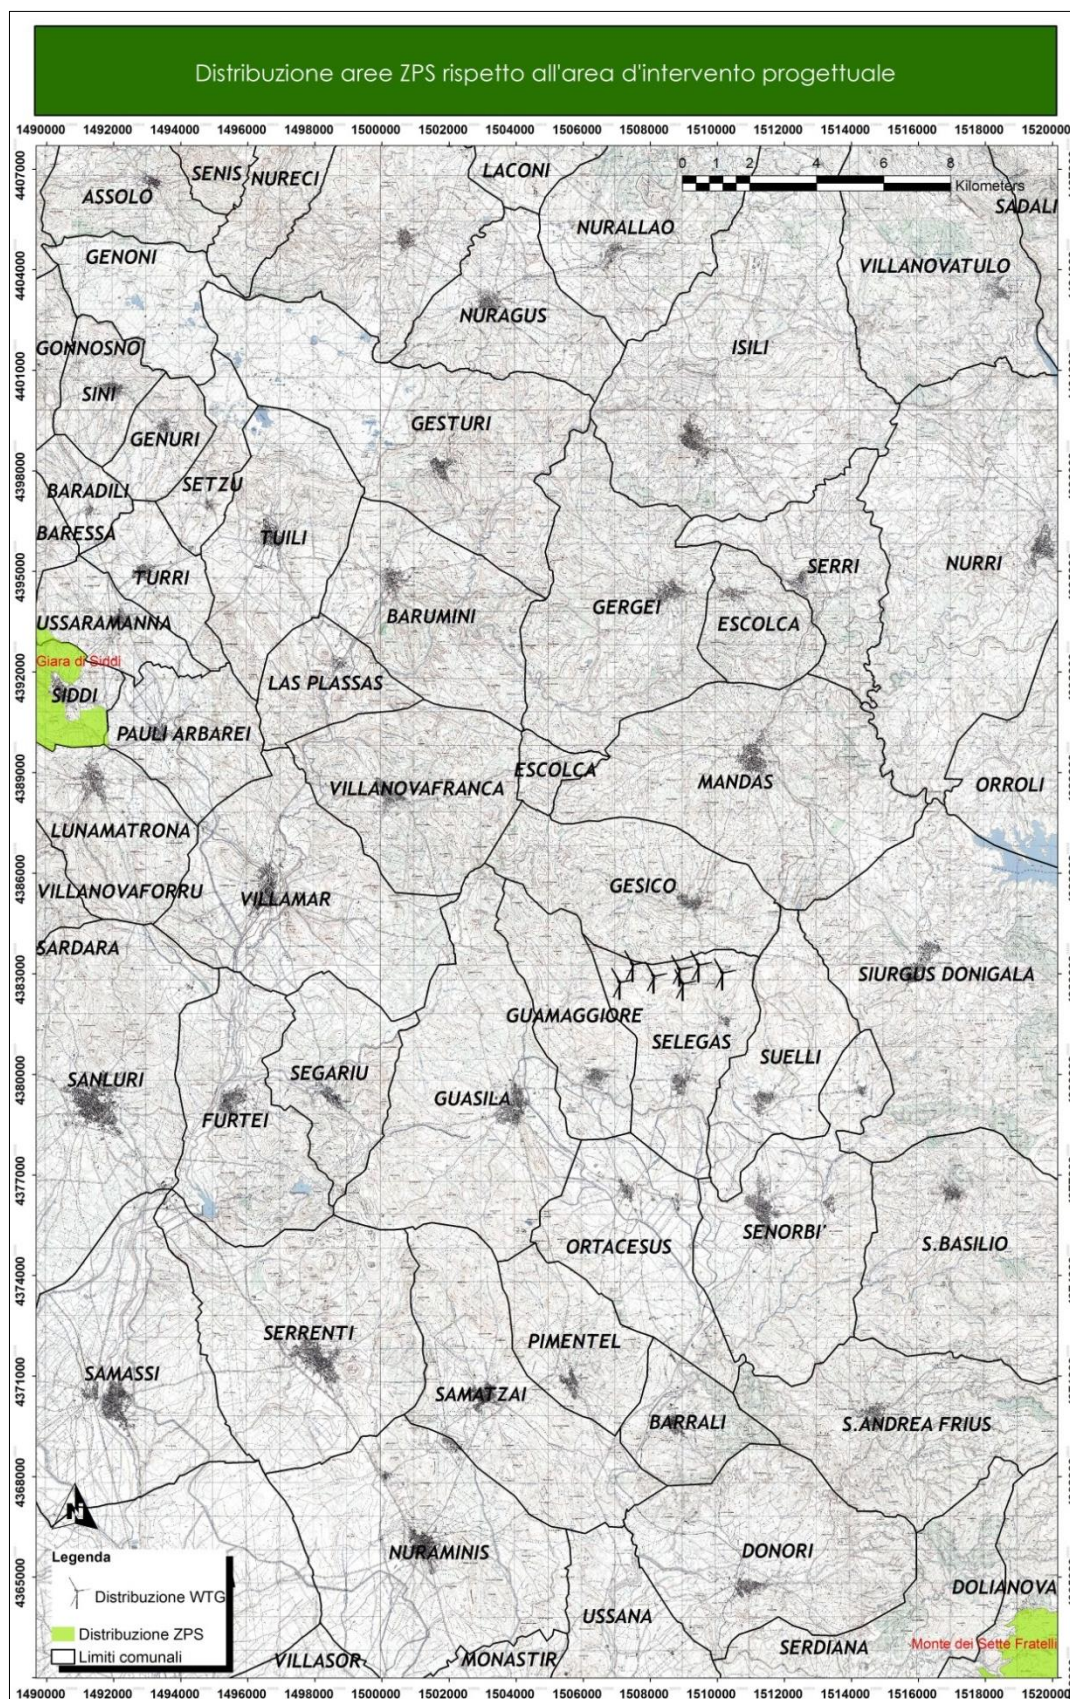 Distribuzione aree ZPS rispetto all'area d'intervento progettuale
1490000 1492000 1494000 1496000 1498000 1500000 1502000 1504000 1506000 1508000 1510000 1512000 1514000 1516000 1518000 1520000
4407000
4404000
4401000
4398000
4395000
4392000
4389000
4386000
4383000
4380000
4377000
4374000
4371000
4368000
4365000
0 1 2 4 6 8
Kilometers
SENIS
NURECI
LACONI
ASSOLO
SADALI
NURALLAO
GENONI
VILLANOVATULO
NURAGUS
GONNOSNO
ISILI
SINI
GESTURI
GENURI
BARADILI
SETZU
BARESSA
TUILI
TURRI
SERRI
NURRI
GERGEI
USSARAMANNA
BARUMINI
ESCOLCA
Giara di Siddi
SIDDI
LAS PLASSAS
PAULI ARBAREI
ESCOLCA
VILLANOVAFRANCA
MANDAS
ORROLI
LUNAMATRONA
VILLANOVAFORRU
GESICO
VILLAMAR
SARDARA
SIURGUS DONIGALA
GUAMAGGIORE
SELEGAS
SUELLI
SANLURI
SEGARIU
GUASILA
FURTEI
SENORBI'
ORTACESUS
S.BASILIO
SERRENTI
PIMENTEL
SAMASSI
SAMATZAI
BARRALI
S.ANDREA FRIUS
N
NURAMINIS
DONORI
DOLIANOVA
USSANA
Monte dei Sette Fratelli
SERDIANA
VILLASOR
MONASTIR
Legenda
Distribuzione WTG
Distribuzione ZPS
Limiti comunali
1490000 1492000 1494000 1496000 1498000 1500000 1502000 1504000 1506000 1508000 1510000 1512000 1514000 1516000 1518000 1520000